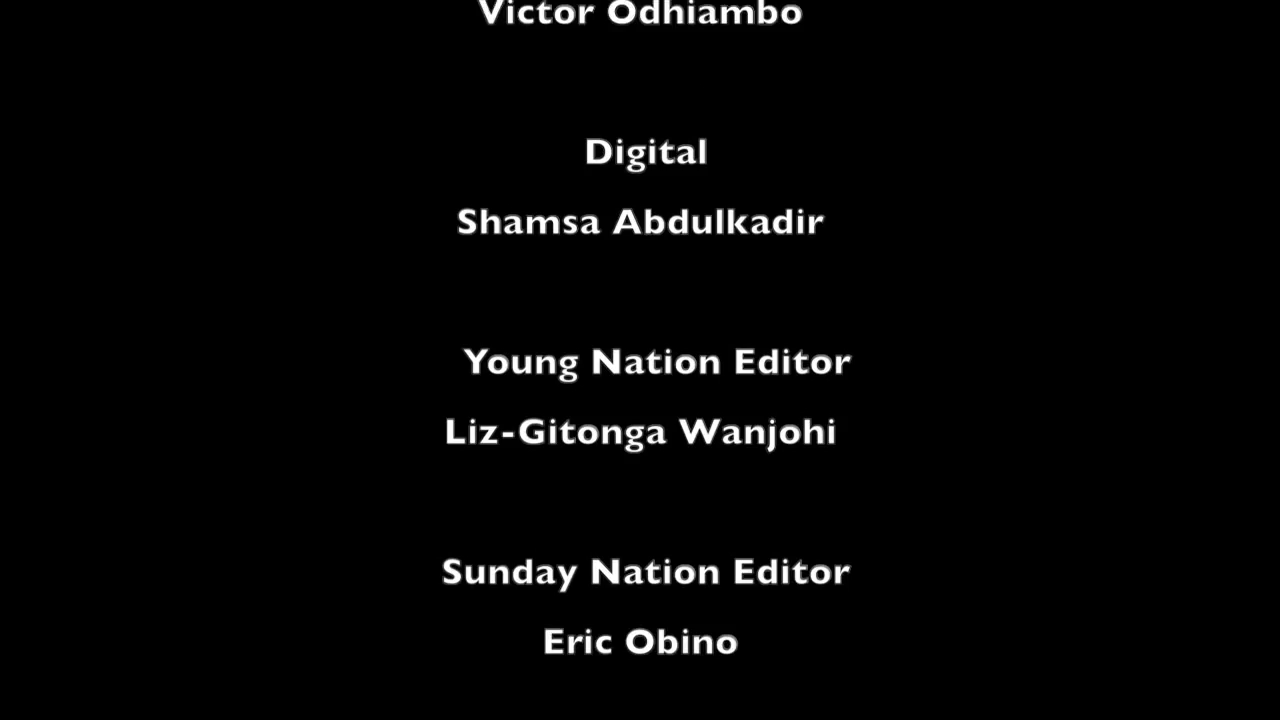 Victor Odhiambo
Digital
Shamsa Abdulkadir
Young Nation Editor
Liz-Gitonga Wanjohi
Sunday Nation Editor
Eric Obino